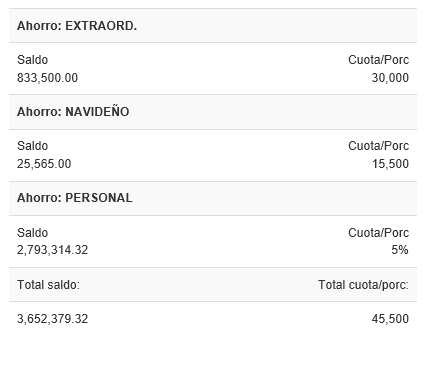 Ahorro: EXTRAORD.
Saldo Cuota/Porc
833,500.00 30,000
Ahorro: NAVIDEÑO
Saldo Cuota/Porc
25,565.00 15,500
Ahorro: PERSONAL
Saldo Cuota/Porc
2,793,314.32 5%
Total saldo: Total cuota/porc:
3,652,379.32 45,500